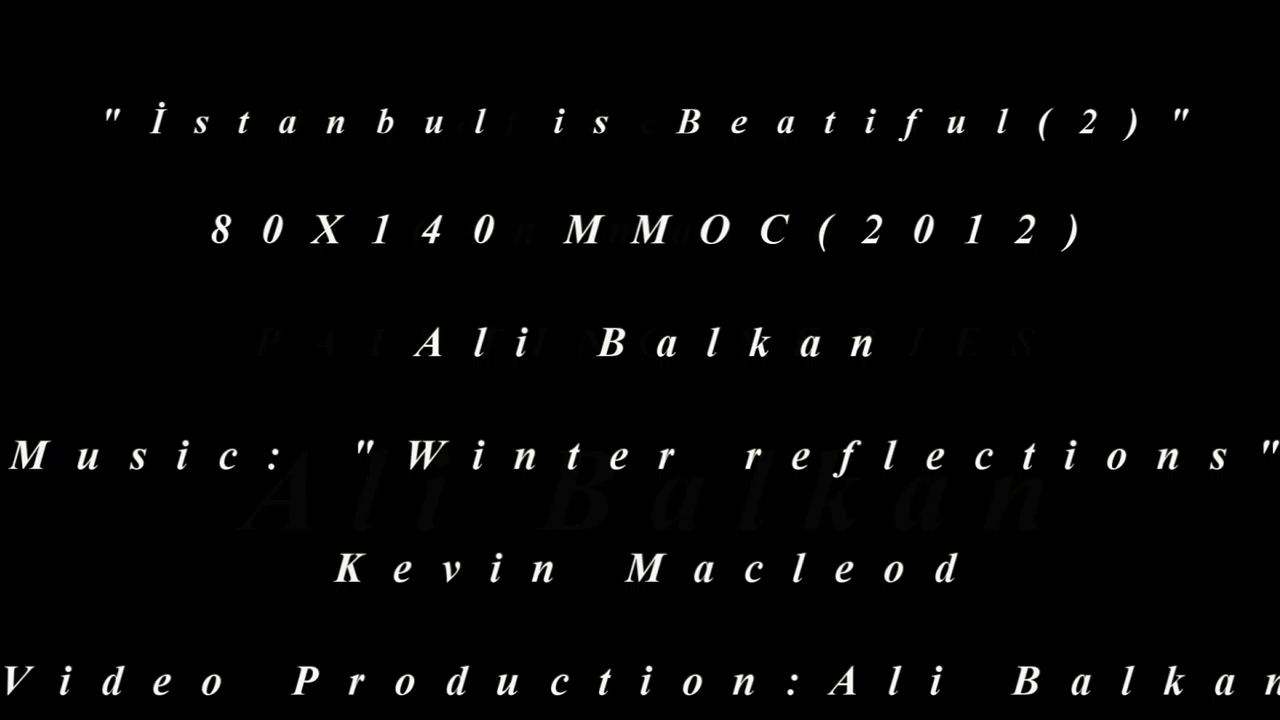 "İstanbul is Beatiful(2)"
80X140 MMOC(2012)
Ali Balkan
Music: "Winter reflections"
Kevin Macleod
Video Production:Ali Balkan